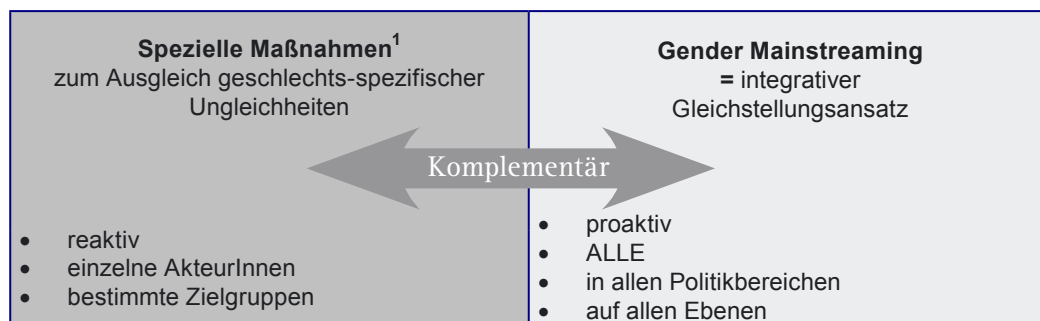 Spezielle Maßnahmen1
zum Ausgleich geschlechts-spezifischer
Ungleichheiten
Gender Mainstreaming
= integrativer
Gleichstellungsansatz
Komplementär
• reaktiv
• einzelne AkteurInnen
• bestimmte Zielgruppen
• proaktiv
• ALLE
• in allen Politikbereichen
• auf allen Ebenen